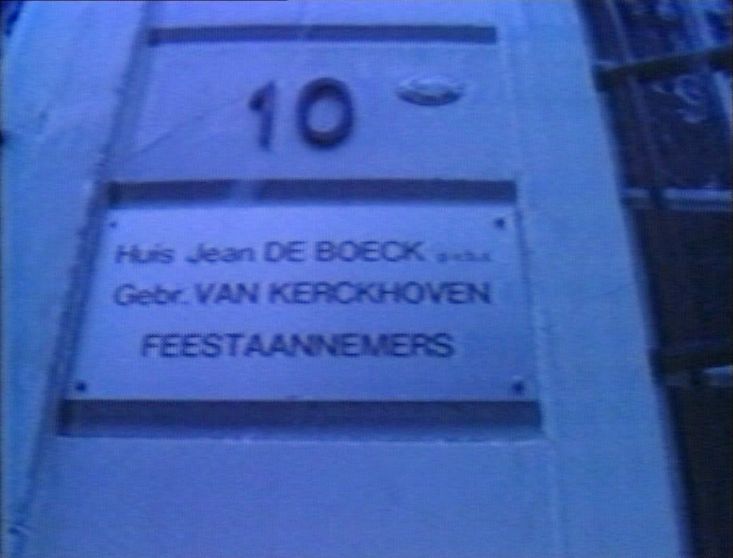 10
Huis Jean DE BOECK
Gebr. VAN KERCKHOVEN
FEESTAANNEMERS